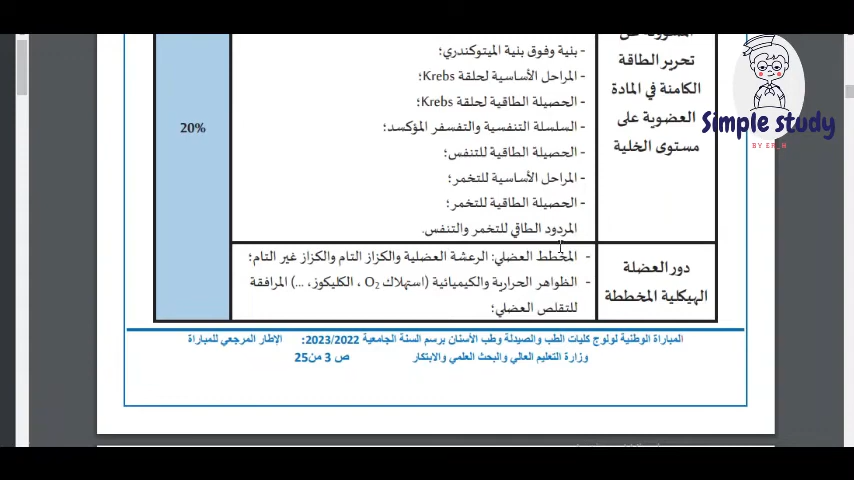 تحرير الطاقة
الكامنة في المادة
العضوية على
مستوى الخلية
- بنية وفوق بنية الميتوكندري؛
- المراحل الأساسية لحلقة Krebs؛
- الحصيلة الطاقية لحلقة Krebs؛
- السلسلة التنفسية والتفسفر المؤكسد؛
- الحصيلة الطاقية للتنفس؛
- المراحل الأساسية للتخمر؛
- الحصيلة الطاقية للتخمر؛
المردود الطاقي للتخمر والتنفس.
20%
دور العضلة
الهيكلية المخططة
- المخطط العضلي: الرعشة العضلية والكزاز التام والكزاز غير التام؛
- الظواهر الحرارية والكيميائية (استهلاك O₂ ، الكليكوز، ...) المرافقة
للتقلص العضلي؛
المباراة الوطنية لولوج كليات الطب والصيدلة وطب الأسنان برسم السنة الجامعية 2023/2022: الإطار المرجعي للمباراة
وزارة التعليم العالي والبحث العلمي والابتكار ص 3 من25
Simple study
BY ER_N